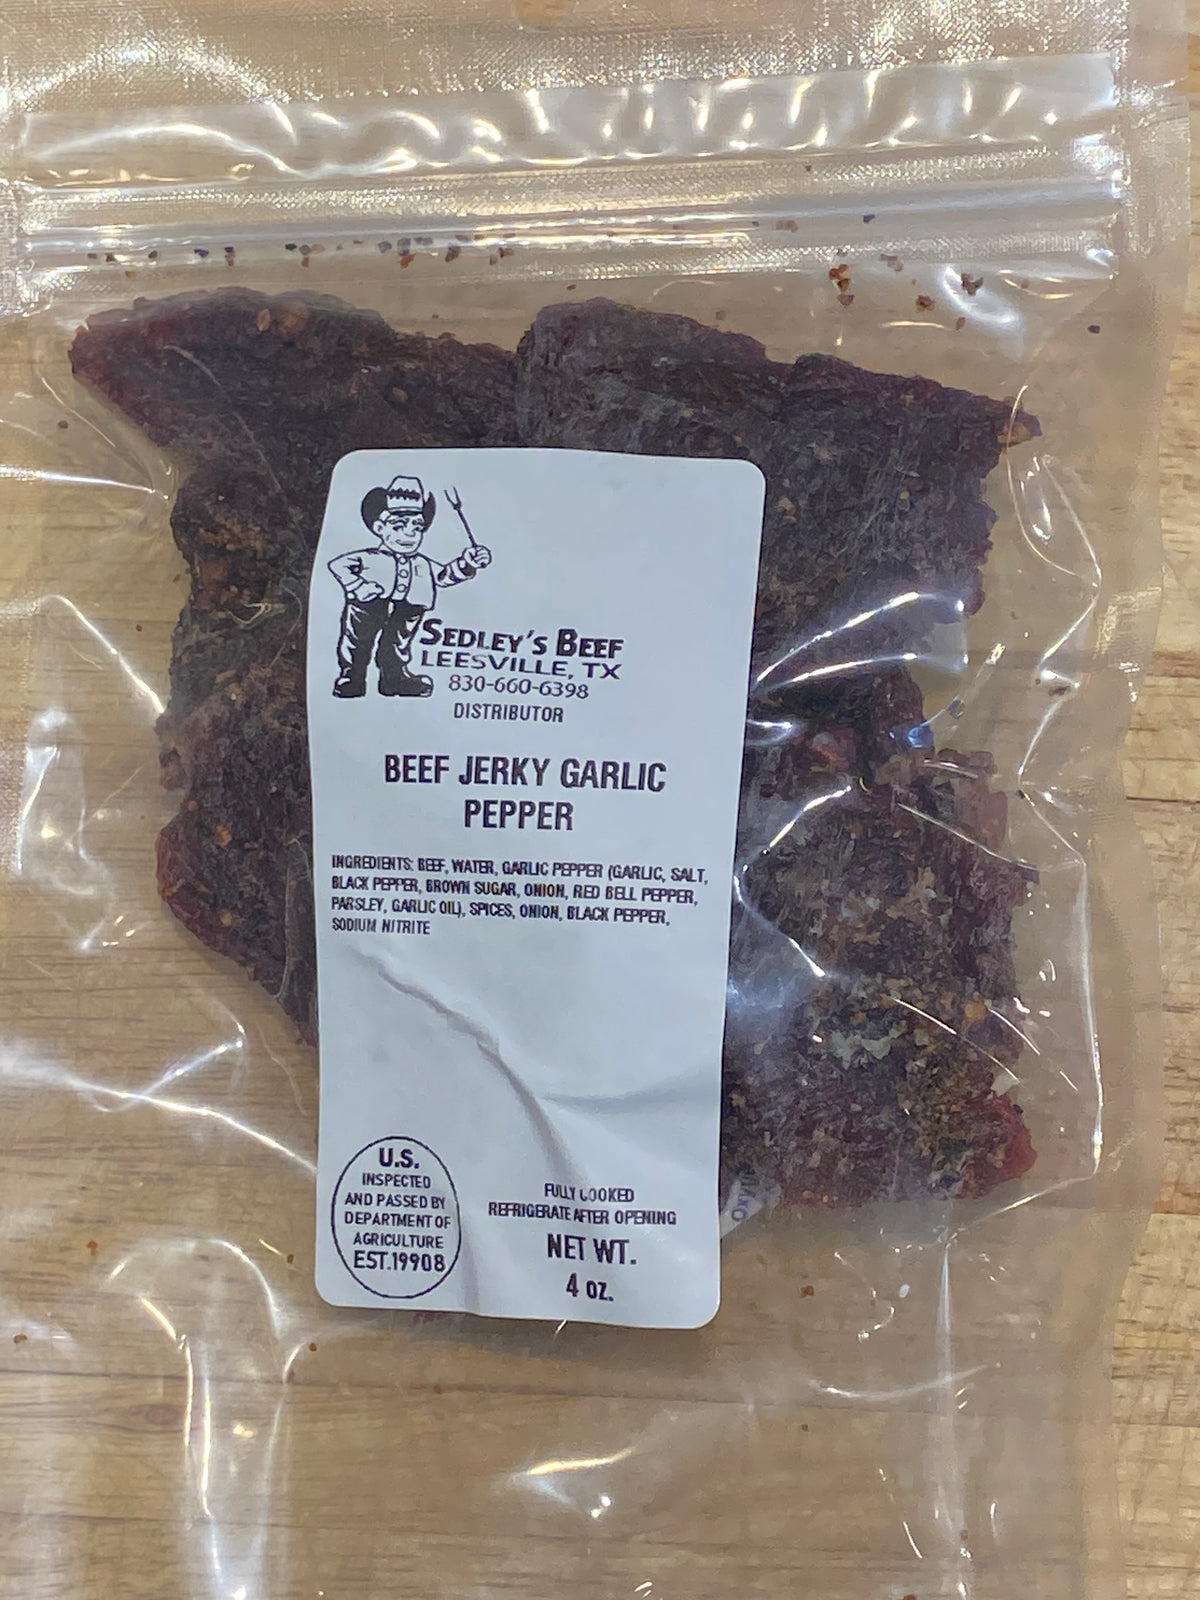 SEDLEY'S BEEF
LEESVILLE, TX
830-660-6398
DISTRIBUTOR
BEEF JERKY GARLIC
PEPPER
INGREDIENTS: BEEF, WATER, GARLIC PEPPER (GARLIC, SALT,
BLACK PEPPER, BROWN SUGAR, ONION, RED BELL PEPPER,
PARSLEY, GARLIC OIL), SPICES, ONION, BLACK PEPPER,
SODIUM NITRITE
U.S.
INSPECTED
AND PASSED BY
DEPARTMENT OF
AGRICULTURE
EST.19908
FULLY COOKED
REFRIGERATE AFTER OPENING
NET WT.
4 oz.